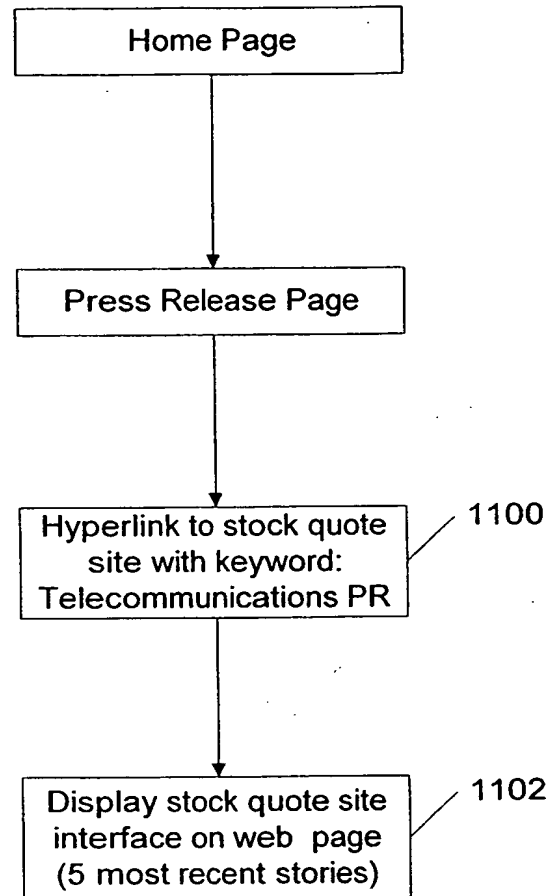 Home Page
Press Release Page
Hyperlink to stock quote
site with keyword:
Telecommunications PR
1100
Display stock quote site
interface on web page
(5 most recent stories)
1102